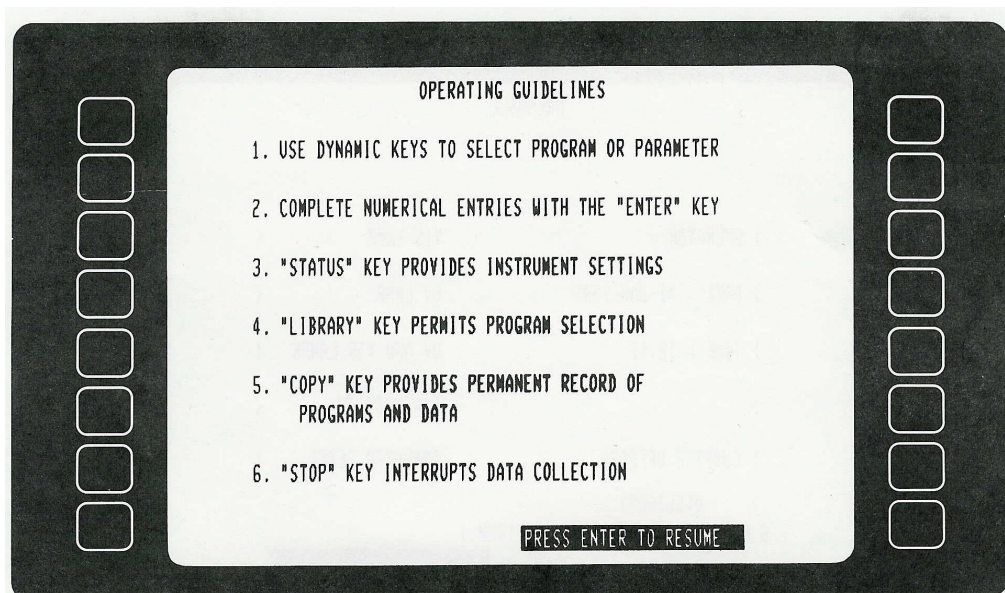 OPERATING GUIDELINES
1. USE DYNAMIC KEYS TO SELECT PROGRAM OR PARAMETER
2. COMPLETE NUMERICAL ENTRIES WITH THE "ENTER" KEY
3. "STATUS" KEY PROVIDES INSTRUMENT SETTINGS
4. "LIBRARY" KEY PERMITS PROGRAM SELECTION
5. "COPY" KEY PROVIDES PERMANENT RECORD OF
PROGRAMS AND DATA
6. "STOP" KEY INTERRUPTS DATA COLLECTION
PRESS ENTER TO RESUME